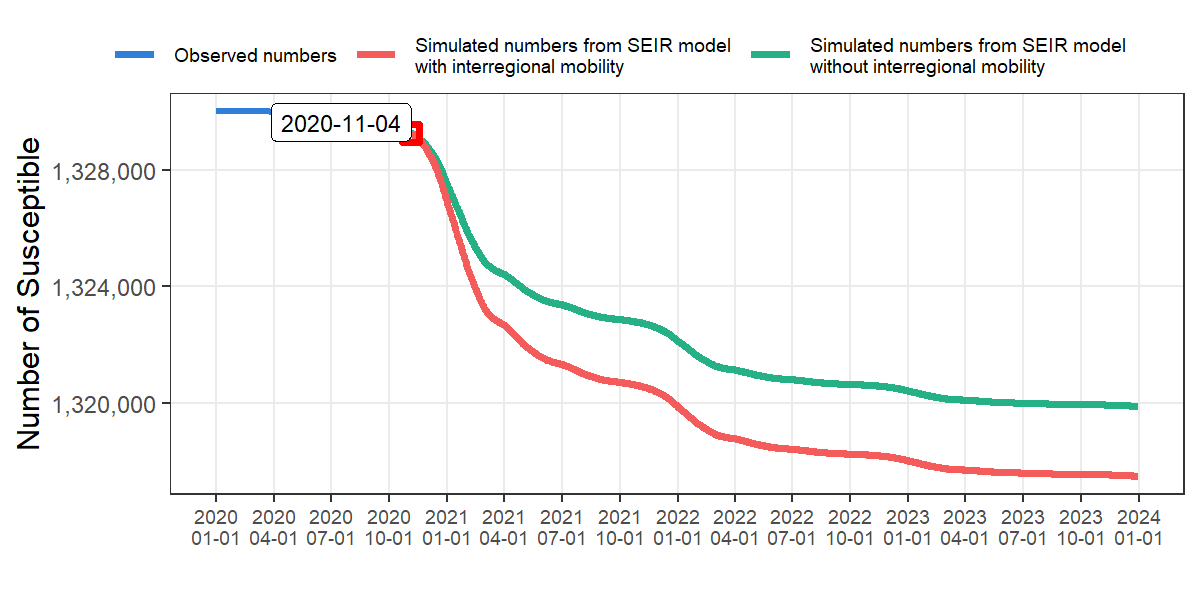 Observed numbers
Simulated numbers from SEIR model
with interregional mobility
Simulated numbers from SEIR model
without interregional mobility
Number of Susceptible
1,328,000
1,324,000
1,320,000
2020-11-04
2020 2020 2020 2020 2021 2021 2021 2021 2022 2022 2022 2022 2023 2023 2023 2023 2024
01-01 04-01 07-01 10-01 01-01 04-01 07-01 10-01 01-01 04-01 07-01 10-01 01-01 04-01 07-01 10-01 01-01